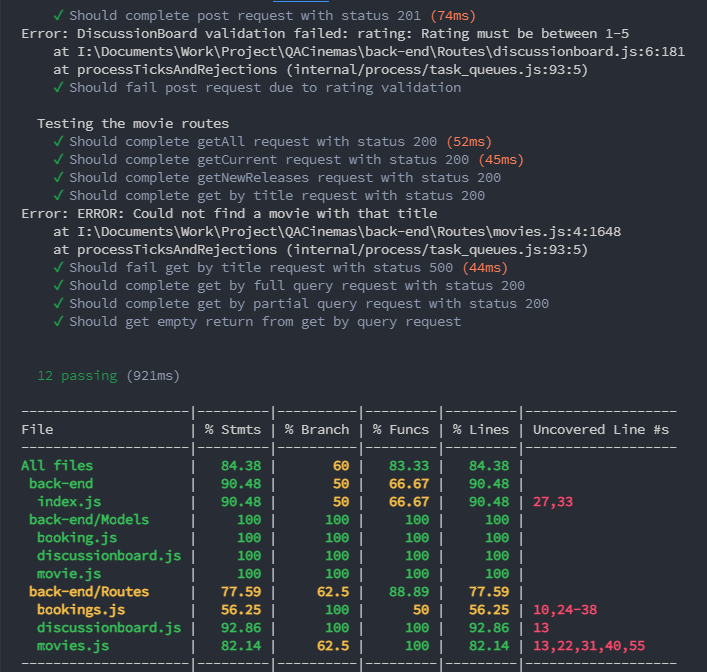 ✓ Should complete post request with status 201 (74ms)
Error: DiscussionBoard validation failed: rating: Rating must be between 1-5
    at I:\Documents\Work\Project\QACinemas\back-end\Routes\discussionboard.js:6:181
    at processTicksAndRejections (internal/process/task_queues.js:93:5)
    ✓ Should fail post request due to rating validation

  Testing the movie routes
    ✓ Should complete getAll request with status 200 (52ms)
    ✓ Should complete getCurrent request with status 200 (45ms)
    ✓ Should complete getNewReleases request with status 200
    ✓ Should complete get by title request with status 200
Error: ERROR: Could not find a movie with that title
    at I:\Documents\Work\Project\QACinemas\back-end\Routes\movies.js:4:1648
    at processTicksAndRejections (internal/process/task_queues.js:93:5)
    ✓ Should fail get by title request with status 500 (44ms)
    ✓ Should complete get by full query request with status 200
    ✓ Should complete get by partial query request with status 200
    ✓ Should get empty return from get by query request

  12 passing (921ms)

---------------------|---------|----------|---------|---------|-------------------
File                 | % Stmts | % Branch | % Funcs | % Lines | Uncovered Line #s
---------------------|---------|----------|---------|---------|-------------------
All files            |   84.38 |       60 |   83.33 |   84.38 |
 back-end            |   90.48 |       50 |   66.67 |   90.48 |
  index.js           |   90.48 |       50 |   66.67 |   90.48 | 27,33
 back-end/Models     |     100 |      100 |     100 |     100 |
  booking.js         |     100 |      100 |     100 |     100 |
  discussionboard.js |     100 |      100 |     100 |     100 |
  movie.js           |     100 |      100 |     100 |     100 |
 back-end/Routes     |   77.59 |     62.5 |   88.89 |   77.59 |
  bookings.js        |   56.25 |      100 |      50 |   56.25 | 10,24-38
  discussionboard.js |   92.86 |      100 |     100 |   92.86 | 13
  movies.js          |   82.14 |     62.5 |     100 |   82.14 | 13,22,31,40,55
---------------------|---------|----------|---------|---------|-------------------